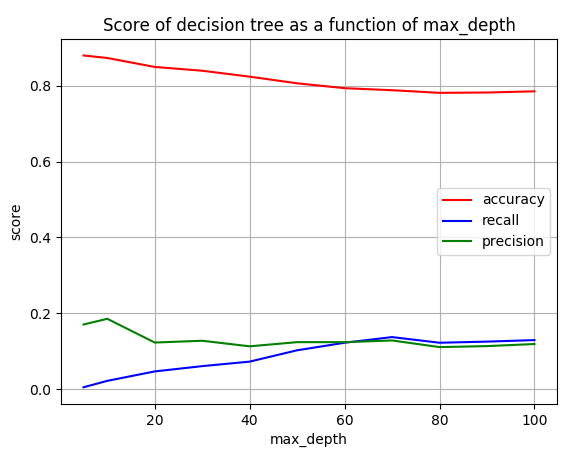 Score of decision tree as a function of max_depth
0.8
0.6
0.4
0.2
0.0
score
accuracy
recall
precision
20 40 60 80 100
max_depth